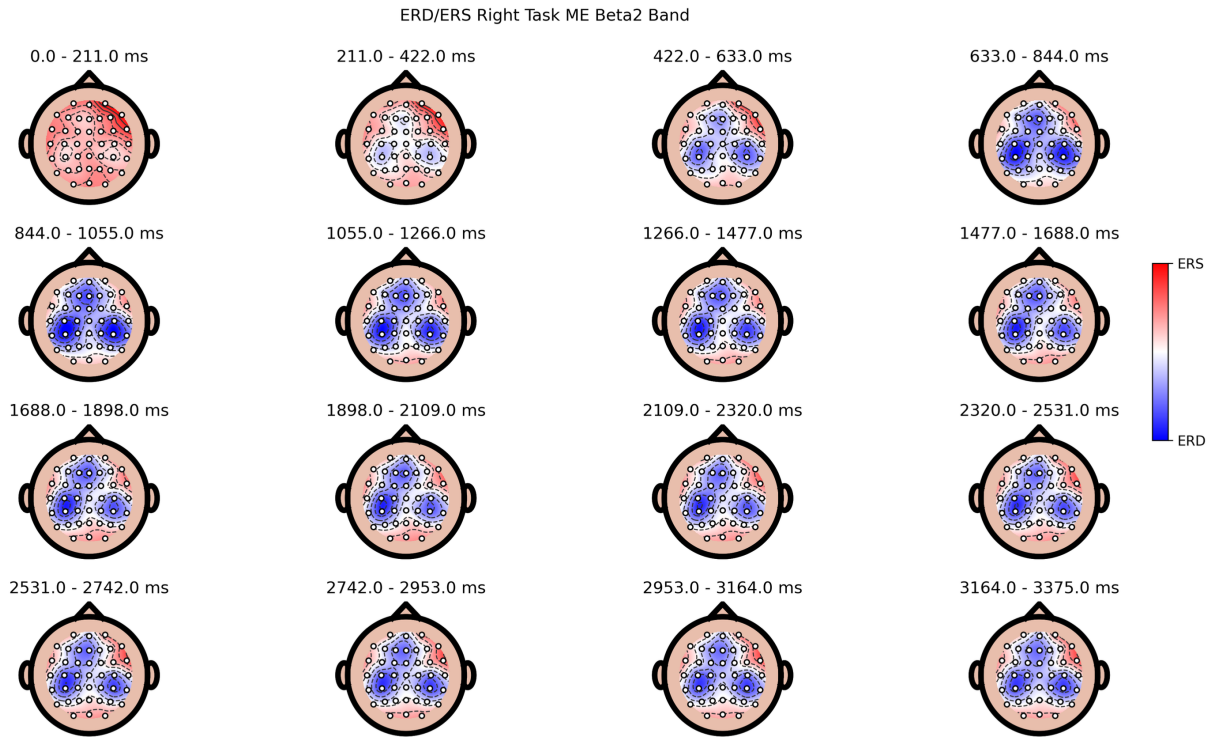 ERD/ERS Right Task ME Beta2 Band
0.0 - 211.0 ms
211.0 - 422.0 ms
422.0 - 633.0 ms
633.0 - 844.0 ms
844.0 - 1055.0 ms
1055.0 - 1266.0 ms
1266.0 - 1477.0 ms
1477.0 - 1688.0 ms
ERS
ERD
1688.0 - 1898.0 ms
1898.0 - 2109.0 ms
2109.0 - 2320.0 ms
2320.0 - 2531.0 ms
2531.0 - 2742.0 ms
2742.0 - 2953.0 ms
2953.0 - 3164.0 ms
3164.0 - 3375.0 ms